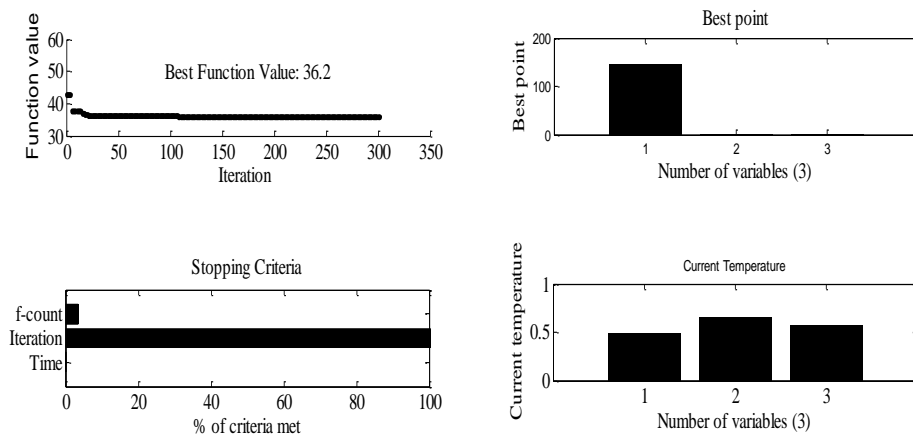 Function value
60
50
40
30
Best Function Value: 36.2
0 50 100 150 200 250 300 350
Iteration
Best point
Best point
200
100
0
0
1 2 3
Number of variables (3)
Stopping Criteria
f-count
Iteration
Time
0 20 40 60 80 100
% of criteria met
Current Temperature
Current temperature
1
0.5
0
1 2 3
Number of variables (3)